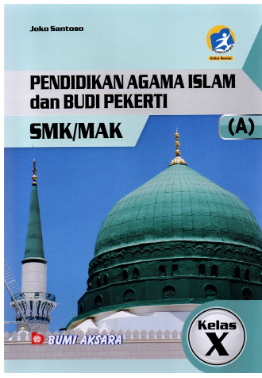 Joko Santoso
PENDIDIKAN AGAMA ISLAM
dan BUDI PEKERTI
SMK/MAK
(A)
BUMI AKSARA
Kelas
X